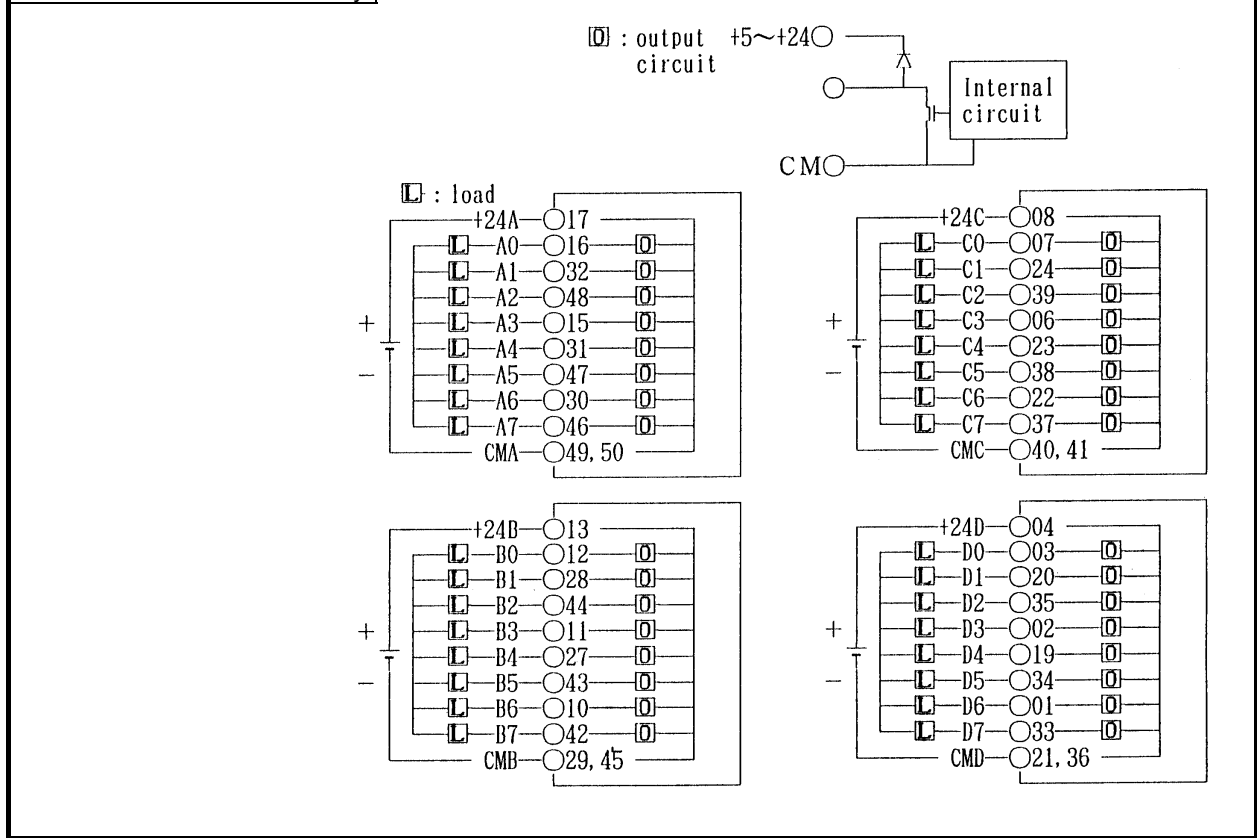 O : output +5～+24
circuit
Internal
circuit
CM
L : load
+24A 17
L A0 16 O
L A1 32 O
L A2 48 O
L A3 15 O
L A4 31 O
L A5 47 O
L A6 30 O
L A7 46 O
CMA 49, 50
+
−
+24C 08
L C0 07 O
L C1 24 O
L C2 39 O
L C3 06 O
L C4 23 O
L C5 38 O
L C6 22 O
L C7 37 O
CMC 40, 41
+
−
+24B 13
L B0 12 O
L B1 28 O
L B2 44 O
L B3 11 O
L B4 27 O
L B5 43 O
L B6 10 O
L B7 42 O
CMB 29, 45
+
−
+24D 04
L D0 03 O
L D1 20 O
L D2 35 O
L D3 02 O
L D4 19 O
L D5 34 O
L D6 01 O
L D7 33 O
CMD 21, 36
+
−